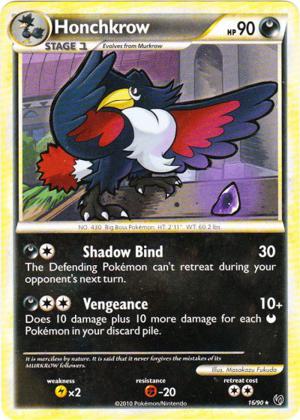 Honchkrow HP 90
STAGE 1 Evolves from Murkrow
NO. 430 Big Boss Pokémon. HT: 2'11" WT: 60.2 lbs.
Shadow Bind 30
The Defending Pokémon can't retreat during your
opponent's next turn.
Vengeance 10+
Does 10 damage plus 10 more damage for each
Pokémon in your discard pile.
It is merciless by nature. It is said that it never forgives the mistakes of its
MURKROW followers.
Illus. Masakazu Fukuda
weakness resistance retreat cost
×2 -20
©2010 Pokémon/Nintendo 16/90 ★